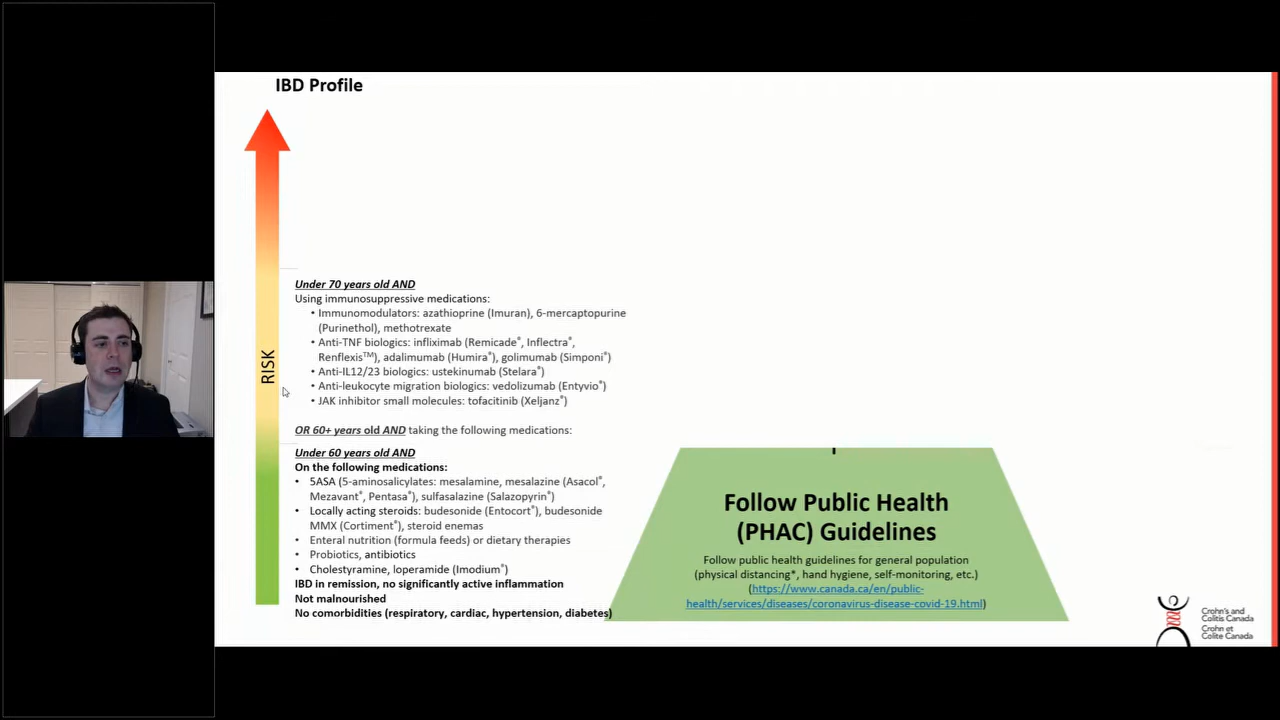 IBD Profile
RISK
Under 70 years old AND
Using immunosuppressive medications:
• Immunomodulators: azathioprine (Imuran), 6-mercaptopurine
(Purinethol), methotrexate
• Anti-TNF biologics: infliximab (Remicade®, Inflectra®,
Renflexis™), adalimumab (Humira®), golimumab (Simponi®)
• Anti-IL12/23 biologics: ustekinumab (Stelara®)
• Anti-leukocyte migration biologics: vedolizumab (Entyvio®)
• JAK inhibitor small molecules: tofacitinib (Xeljanz®)
OR 60+ years old AND taking the following medications:
Under 60 years old AND
On the following medications:
• 5ASA (5-aminosalicylates: mesalamine, mesalazine (Asacol®,
Mezavant®, Pentasa®), sulfasalazine (Salazopyrin®)
• Locally acting steroids: budesonide (Entocort®), budesonide
MMX (Cortiment®), steroid enemas
• Enteral nutrition (formula feeds) or dietary therapies
• Probiotics, antibiotics
• Cholestyramine, loperamide (Imodium®)
IBD in remission, no significantly active inflammation
Not malnourished
No comorbidities (respiratory, cardiac, hypertension, diabetes)
Follow Public Health
(PHAC) Guidelines
Follow public health guidelines for general population
(physical distancing*, hand hygiene, self-monitoring, etc.)
(https://www.canada.ca/en/public-
health/services/diseases/coronavirus-disease-covid-19.html)
Crohn's and
Colitis Canada
Crohn et
Colite Canada